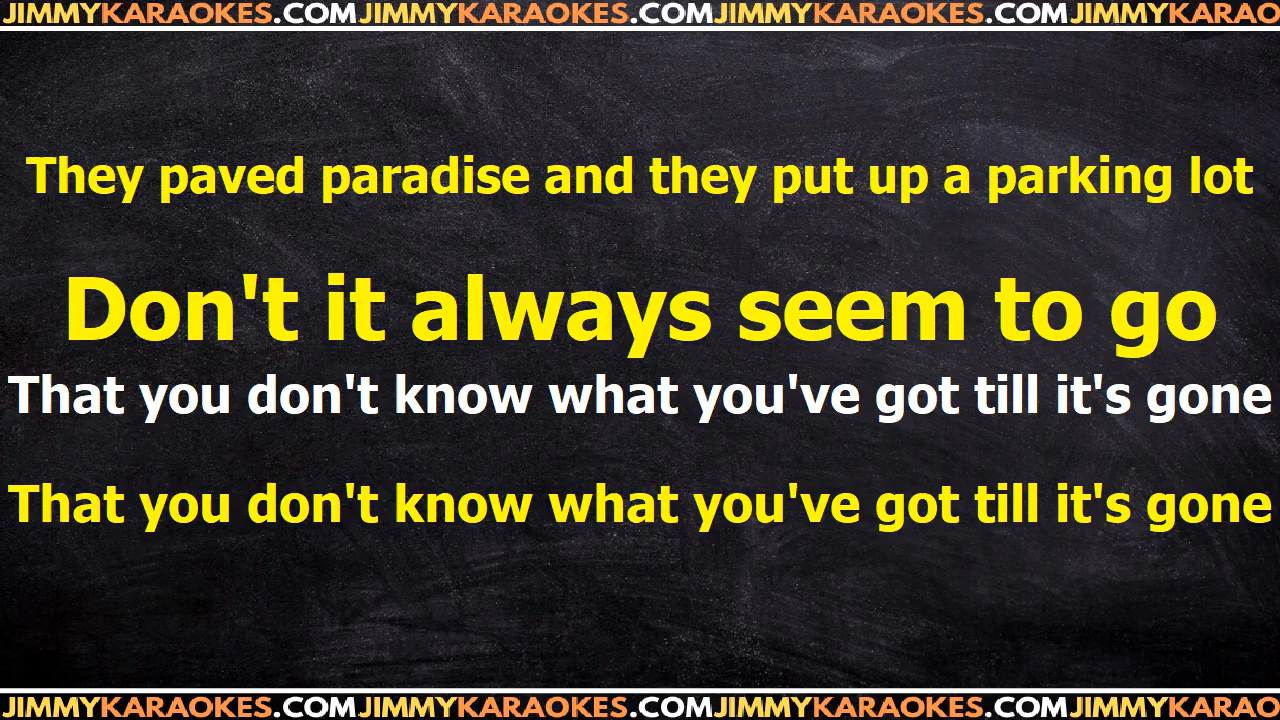 JIMMYKARAOKES.COMJIMMYKARAOKES.COMJIMMYKARAOKES.COMJIMMYKARAO
They paved paradise and they put up a parking lot
Don't it always seem to go
That you don't know what you've got till it's gone
That you don't know what you've got till it's gone
JIMMYKARAOKES.COMJIMMYKARAOKES.COMJIMMYKARAOKES.COMJIMMYKARAO